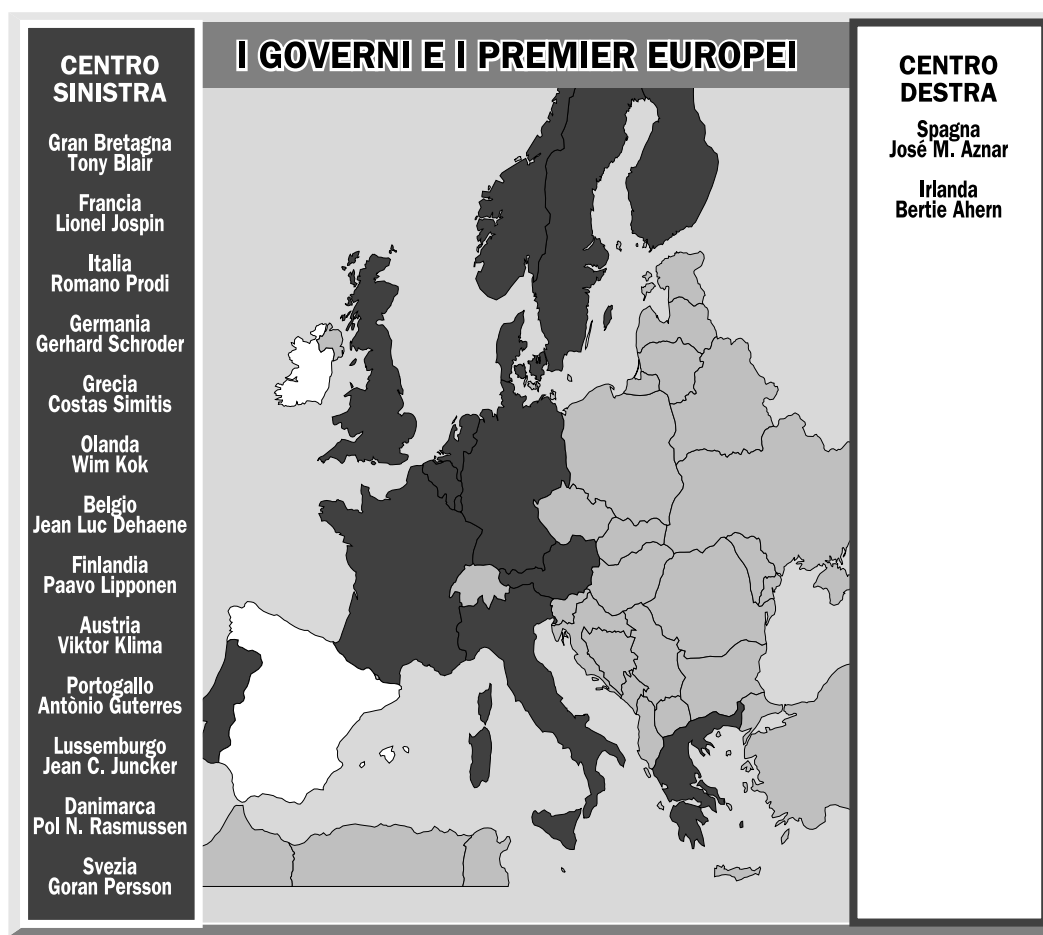 I GOVERNI E I PREMIER EUROPEI
CENTRO
SINISTRA
Gran Bretagna
Tony Blair
Francia
Lionel Jospin
Italia
Romano Prodi
Germania
Gerhard Schroder
Grecia
Costas Simitis
Olanda
Wim Kok
Belgio
Jean Luc Dehaene
Finlandia
Paavo Lipponen
Austria
Viktor Klima
Portogallo
Antònio Guterres
Lussemburgo
Jean C. Juncker
Danimarca
Pol N. Rasmussen
Svezia
Goran Persson
CENTRO
DESTRA
Spagna
José M. Aznar
Irlanda
Bertie Ahern